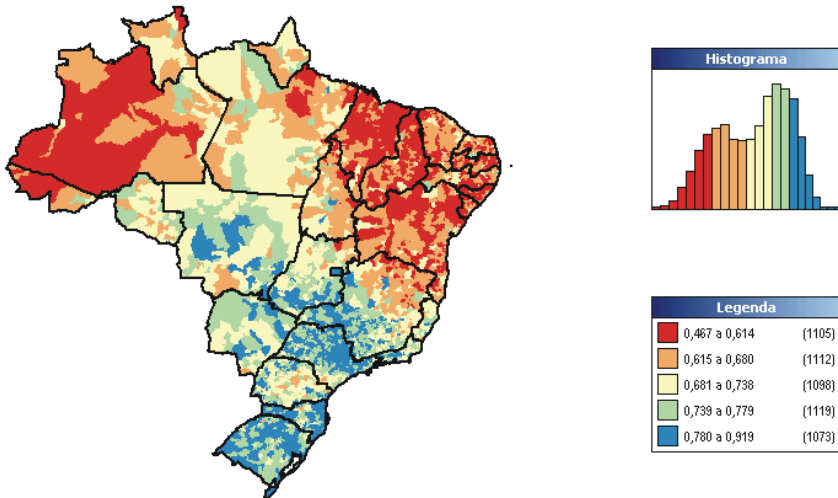 Histograma
Legenda
0,467 a 0,614 (1105)
0,615 a 0,680 (1112)
0,681 a 0,738 (1098)
0,739 a 0,779 (1119)
0,780 a 0,919 (1073)